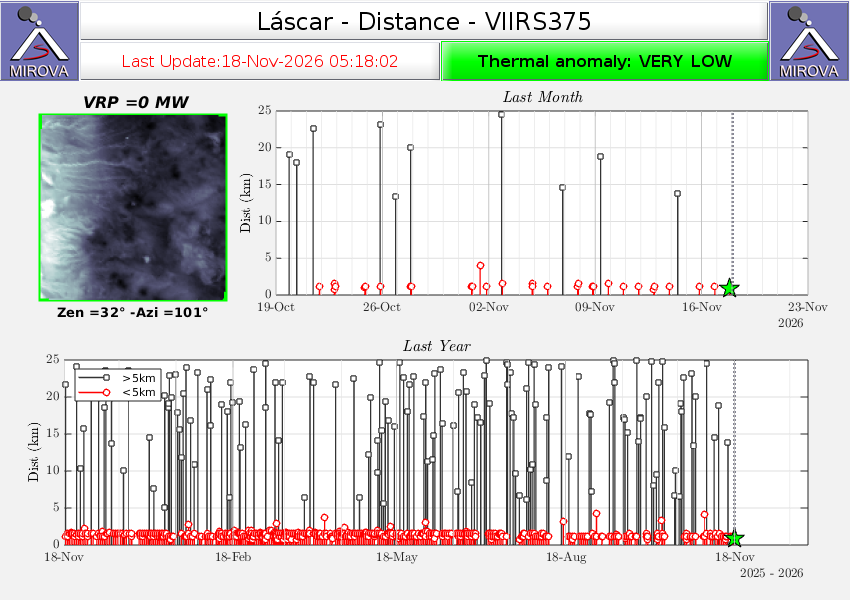 Láscar - Distance - VIIRS375
MIROVA
Last Update:18-Nov-2026 05:18:02
Thermal anomaly: VERY LOW
MIROVA
VRP =0 MW
Zen =32° -Azi =101°
Last Month
Dist (km)
25
20
15
10
5
0
19-Oct
26-Oct
02-Nov
09-Nov
16-Nov
23-Nov
2026
Last Year
Dist (km)
25
20
15
10
5
0
>5km
<5km
18-Nov
18-Feb
18-May
18-Aug
18-Nov
2025 - 2026